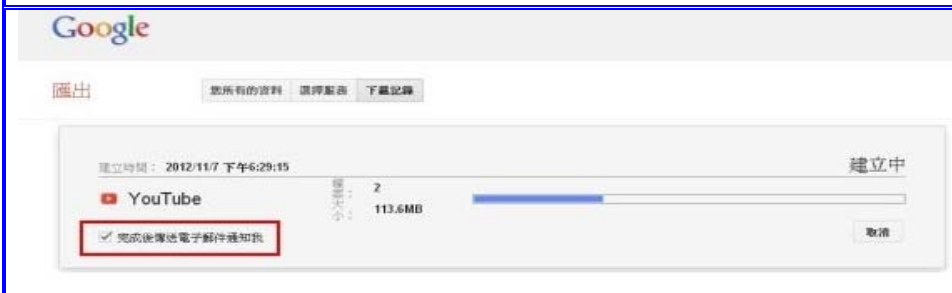 Google
匯出
您所有的資料 選擇服務 下載記錄
建立時間： 2012/11/7 下午6:29:15
建立中
YouTube
檔案： 2
大小： 113.6MB
完成後傳送電子郵件通知我
取消